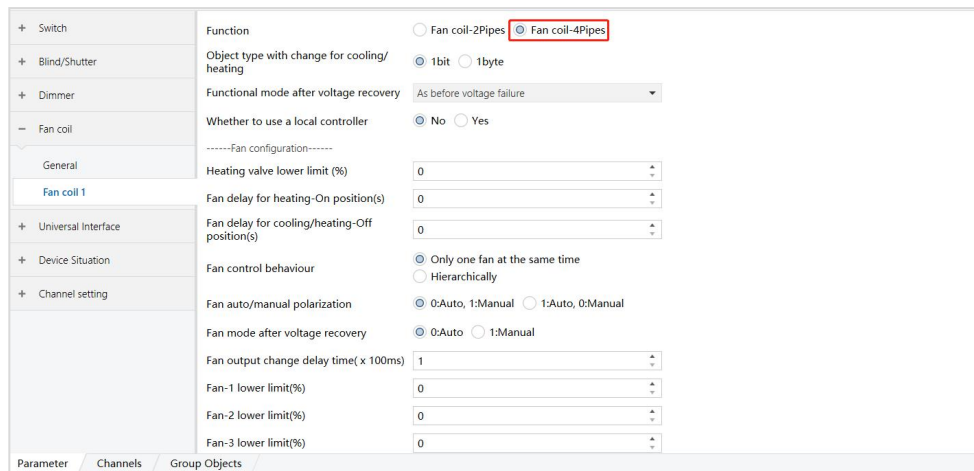 + Switch
+ Blind/Shutter
+ Dimmer
− Fan coil
General
Fan coil 1
+ Universal Interface
+ Device Situation
+ Channel setting
Function
Fan coil-2Pipes Fan coil-4Pipes
Object type with change for cooling/
heating
1bit 1byte
Functional mode after voltage recovery
As before voltage failure
Whether to use a local controller
No Yes
------Fan configuration------
Heating valve lower limit (%)
0
Fan delay for heating-On position(s)
0
Fan delay for cooling/heating-Off
position(s)
0
Fan control behaviour
Only one fan at the same time
Hierarchically
Fan auto/manual polarization
0:Auto, 1:Manual 1:Auto, 0:Manual
Fan mode after voltage recovery
0:Auto 1:Manual
Fan output change delay time( x 100ms)
1
Fan-1 lower limit(%)
0
Fan-2 lower limit(%)
0
Fan-3 lower limit(%)
0
Parameter Channels Group Objects